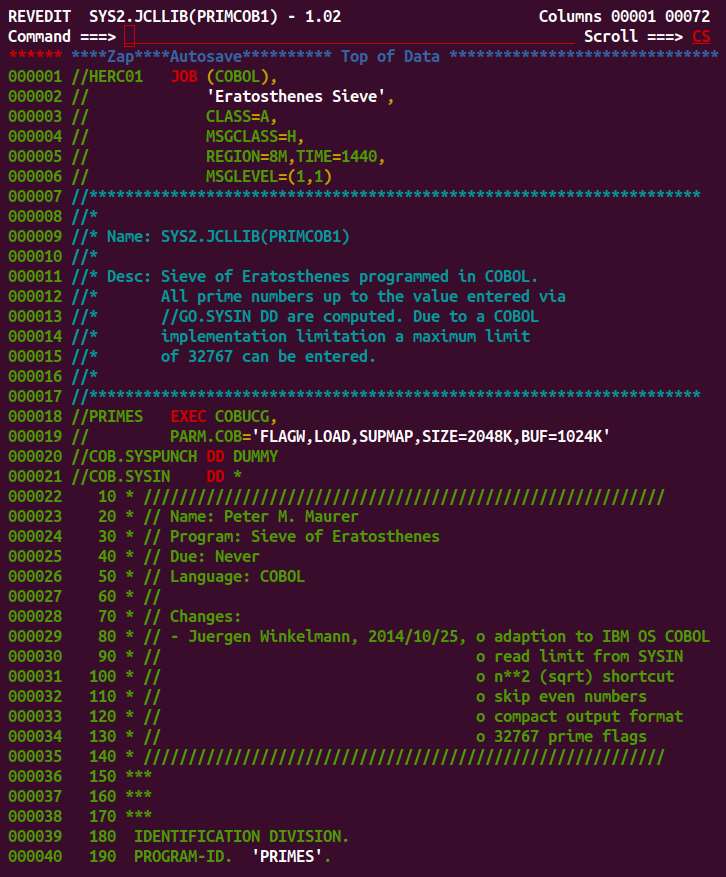 REVEDIT  SYS2.JCLLIB(PRIMCOB1) - 1.02                      Columns 00001 00072
Command ===>                                                    Scroll ===> CS
****** ****Zap****Autosave********** Top of Data ******************************
000001 //HERC01   JOB (COBOL),
000002 //             'Eratosthenes Sieve',
000003 //             CLASS=A,
000004 //             MSGCLASS=H,
000005 //             REGION=8M,TIME=1440,
000006 //             MSGLEVEL=(1,1)
000007 //********************************************************************
000008 //*
000009 //* Name: SYS2.JCLLIB(PRIMCOB1)
000010 //*
000011 //* Desc: Sieve of Eratosthenes programmed in COBOL.
000012 //*       All prime numbers up to the value entered via
000013 //*       //GO.SYSIN DD are computed. Due to a COBOL
000014 //*       implementation limitation a maximum limit
000015 //*       of 32767 can be entered.
000016 //*
000017 //********************************************************************
000018 //PRIMES   EXEC COBUCG,
000019 //         PARM.COB='FLAGW,LOAD,SUPMAP,SIZE=2048K,BUF=1024K'
000020 //COB.SYSPUNCH DD DUMMY
000021 //COB.SYSIN    DD *
000022    10 * //////////////////////////////////////////////////////////
000023    20 * // Name: Peter M. Maurer
000024    30 * // Program: Sieve of Eratosthenes
000025    40 * // Due: Never
000026    50 * // Language: COBOL
000027    60 * //
000028    70 * // Changes:
000029    80 * // - Juergen Winkelmann, 2014/10/25, o adaption to IBM OS COBOL
000030    90 * //                                   o read limit from SYSIN
000031   100 * //                                   o n**2 (sqrt) shortcut
000032   110 * //                                   o skip even numbers
000033   120 * //                                   o compact output format
000034   130 * //                                   o 32767 prime flags
000035   140 * //////////////////////////////////////////////////////////
000036   150 ***
000037   160 ***
000038   170 ***
000039   180  IDENTIFICATION DIVISION.
000040   190  PROGRAM-ID.  'PRIMES'.